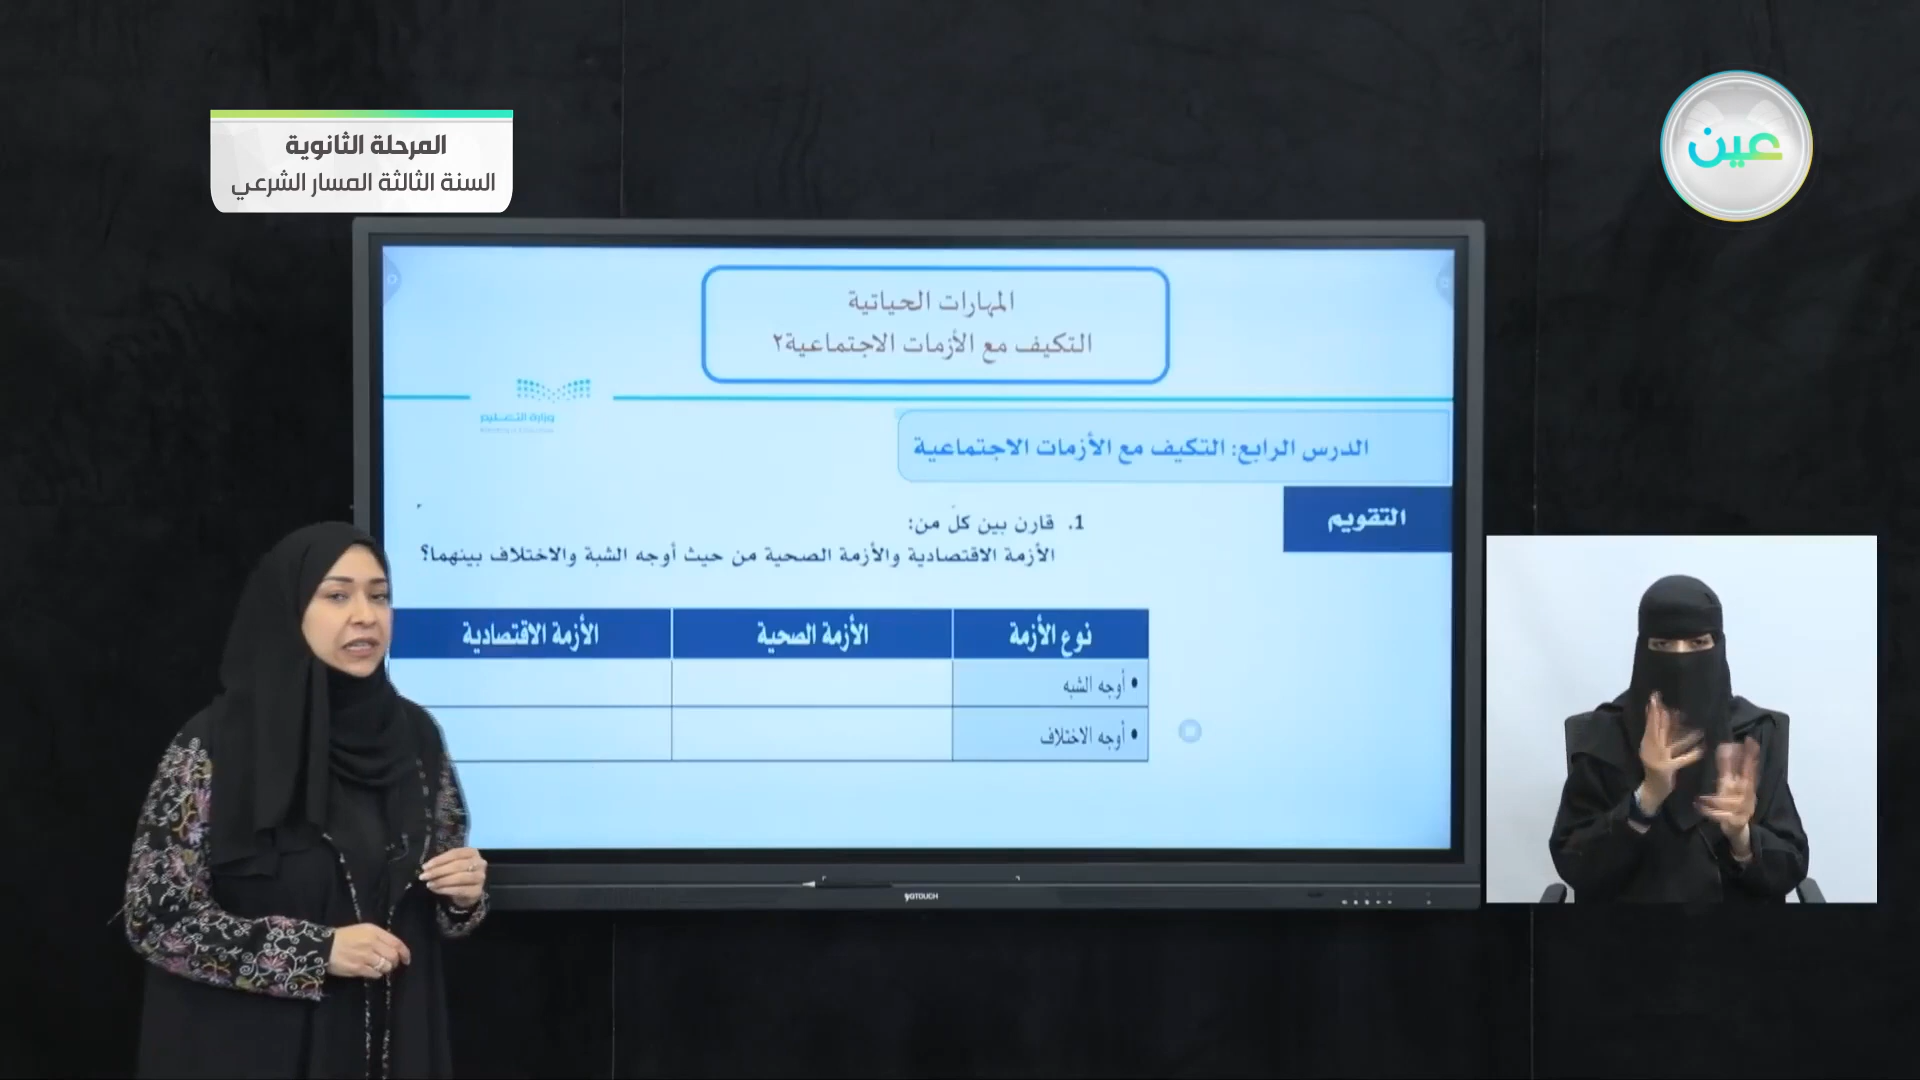 المرحلة الثانوية
السنة الثالثة المسار الشرعي
عين
المهارات الحياتية
التكيف مع الأزمات الاجتماعية٢
وزارة التعليم
الدرس الرابع: التكيف مع الأزمات الاجتماعية
التقويم
1. قارن بين كلَ من:
الأزمة الاقتصادية والأزمة الصحية من حيث أوجه الشبة والاختلاف بينهما؟
نوع الأزمة الأزمة الصحية الأزمة الاقتصادية
• أوجه الشبه
• أوجه الاختلاف